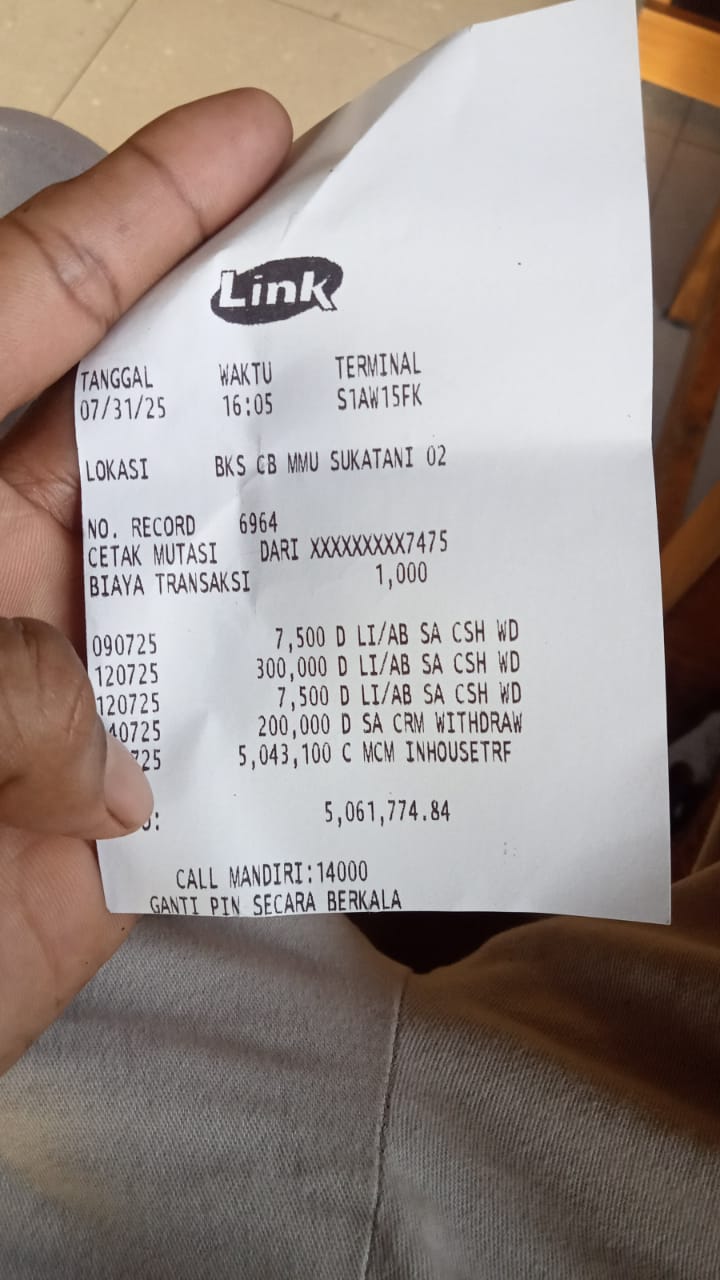 Link
TANGGAL WAKTU TERMINAL
07/31/25 16:05 S1AW15FK
LOKASI BKS CB MMU SUKATANI 02
NO. RECORD 6964
CETAK MUTASI DARI XXXXXXXXX7475
BIAYA TRANSAKSI 1,000
090725 7,500 D LI/AB SA CSH WD
120725 300,000 D LI/AB SA CSH WD
120725 7,500 D LI/AB SA CSH WD
40725 200,000 D SA CRM WITHDRAW
725 5,043,100 C MCM INHOUSETRF
: 5,061,774.84
CALL MANDIRI:14000
GANTI PIN SECARA BERKALA